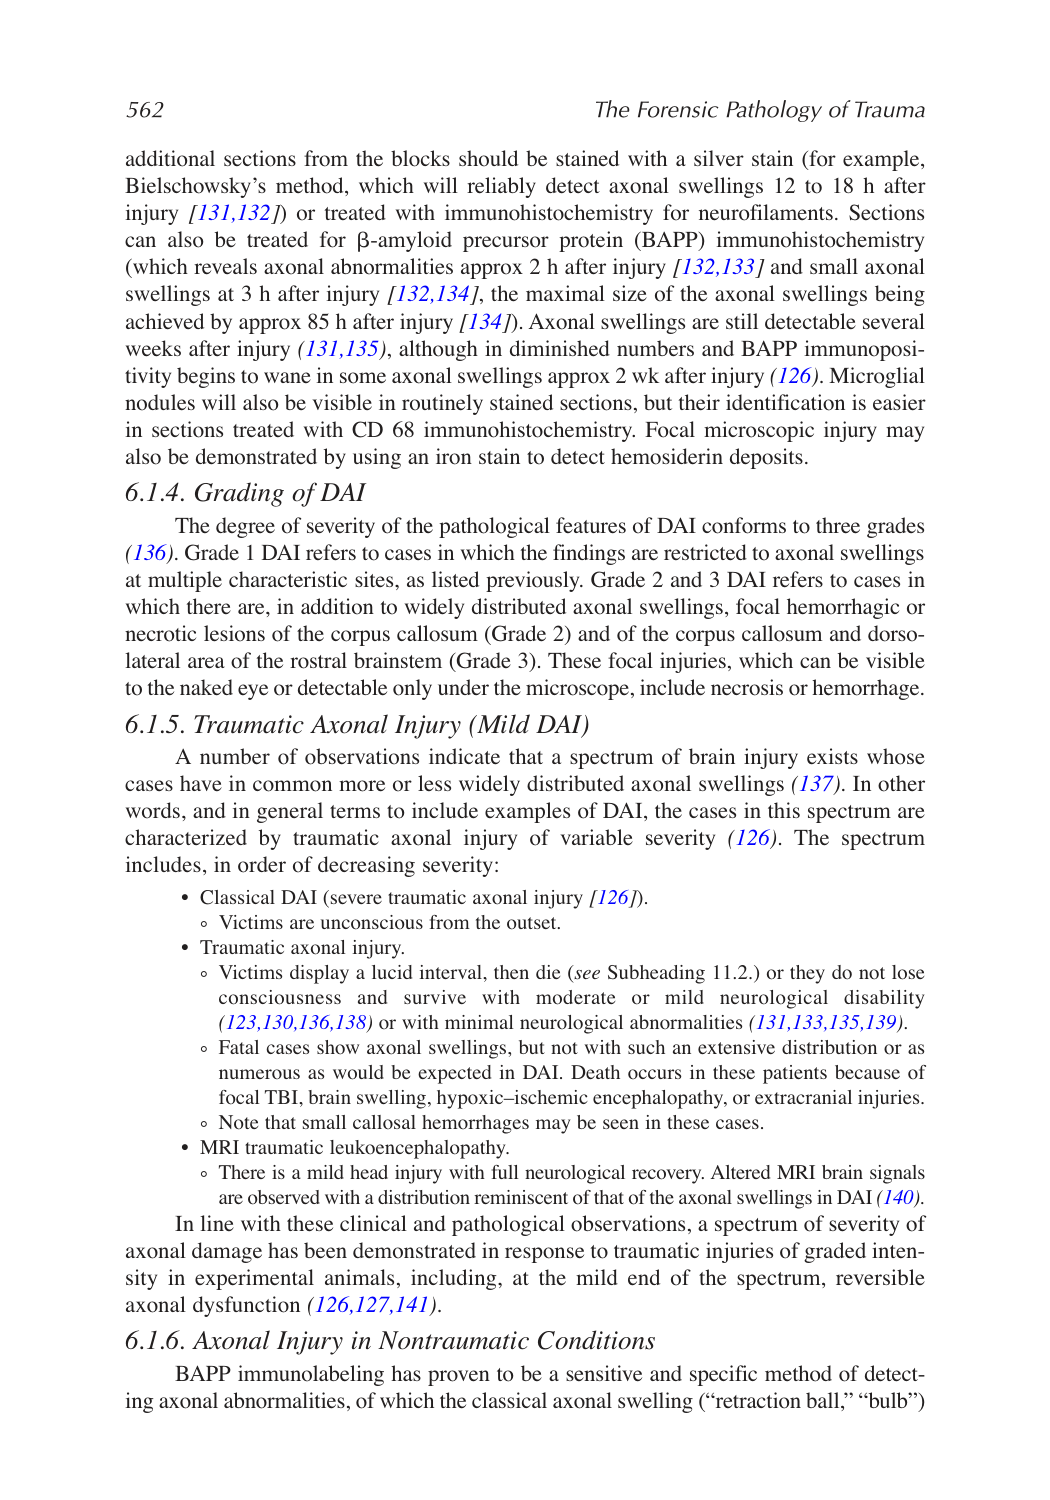 562
The Forensic Pathology of Trauma
additional sections from the blocks should be stained with a silver stain (for example,
Bielschowsky’s method, which will reliably detect axonal swellings 12 to 18 h after
injury [131,132]) or treated with immunohistochemistry for neurofilaments. Sections
can also be treated for β-amyloid precursor protein (BAPP) immunohistochemistry
(which reveals axonal abnormalities approx 2 h after injury [132,133] and small axonal
swellings at 3 h after injury [132,134], the maximal size of the axonal swellings being
achieved by approx 85 h after injury [134]). Axonal swellings are still detectable several
weeks after injury (131,135), although in diminished numbers and BAPP immunoposi-
tivity begins to wane in some axonal swellings approx 2 wk after injury (126). Microglial
nodules will also be visible in routinely stained sections, but their identification is easier
in sections treated with CD 68 immunohistochemistry. Focal microscopic injury may
also be demonstrated by using an iron stain to detect hemosiderin deposits.
6.1.4. Grading of DAI
The degree of severity of the pathological features of DAI conforms to three grades
(136). Grade 1 DAI refers to cases in which the findings are restricted to axonal swellings
at multiple characteristic sites, as listed previously. Grade 2 and 3 DAI refers to cases in
which there are, in addition to widely distributed axonal swellings, focal hemorrhagic or
necrotic lesions of the corpus callosum (Grade 2) and of the corpus callosum and dorso-
lateral area of the rostral brainstem (Grade 3). These focal injuries, which can be visible
to the naked eye or detectable only under the microscope, include necrosis or hemorrhage.
6.1.5. Traumatic Axonal Injury (Mild DAI)
A number of observations indicate that a spectrum of brain injury exists whose
cases have in common more or less widely distributed axonal swellings (137). In other
words, and in general terms to include examples of DAI, the cases in this spectrum are
characterized by traumatic axonal injury of variable severity (126). The spectrum
includes, in order of decreasing severity:
• Classical DAI (severe traumatic axonal injury [126]).
◦ Victims are unconscious from the outset.
• Traumatic axonal injury.
◦ Victims display a lucid interval, then die (see Subheading 11.2.) or they do not lose
consciousness and survive with moderate or mild neurological disability
(123,130,136,138) or with minimal neurological abnormalities (131,133,135,139).
◦ Fatal cases show axonal swellings, but not with such an extensive distribution or as
numerous as would be expected in DAI. Death occurs in these patients because of
focal TBI, brain swelling, hypoxic–ischemic encephalopathy, or extracranial injuries.
◦ Note that small callosal hemorrhages may be seen in these cases.
• MRI traumatic leukoencephalopathy.
◦ There is a mild head injury with full neurological recovery. Altered MRI brain signals
are observed with a distribution reminiscent of that of the axonal swellings in DAI (140).
In line with these clinical and pathological observations, a spectrum of severity of
axonal damage has been demonstrated in response to traumatic injuries of graded inten-
sity in experimental animals, including, at the mild end of the spectrum, reversible
axonal dysfunction (126,127,141).
6.1.6. Axonal Injury in Nontraumatic Conditions
BAPP immunolabeling has proven to be a sensitive and specific method of detect-
ing axonal abnormalities, of which the classical axonal swelling (“retraction ball,” “bulb”)